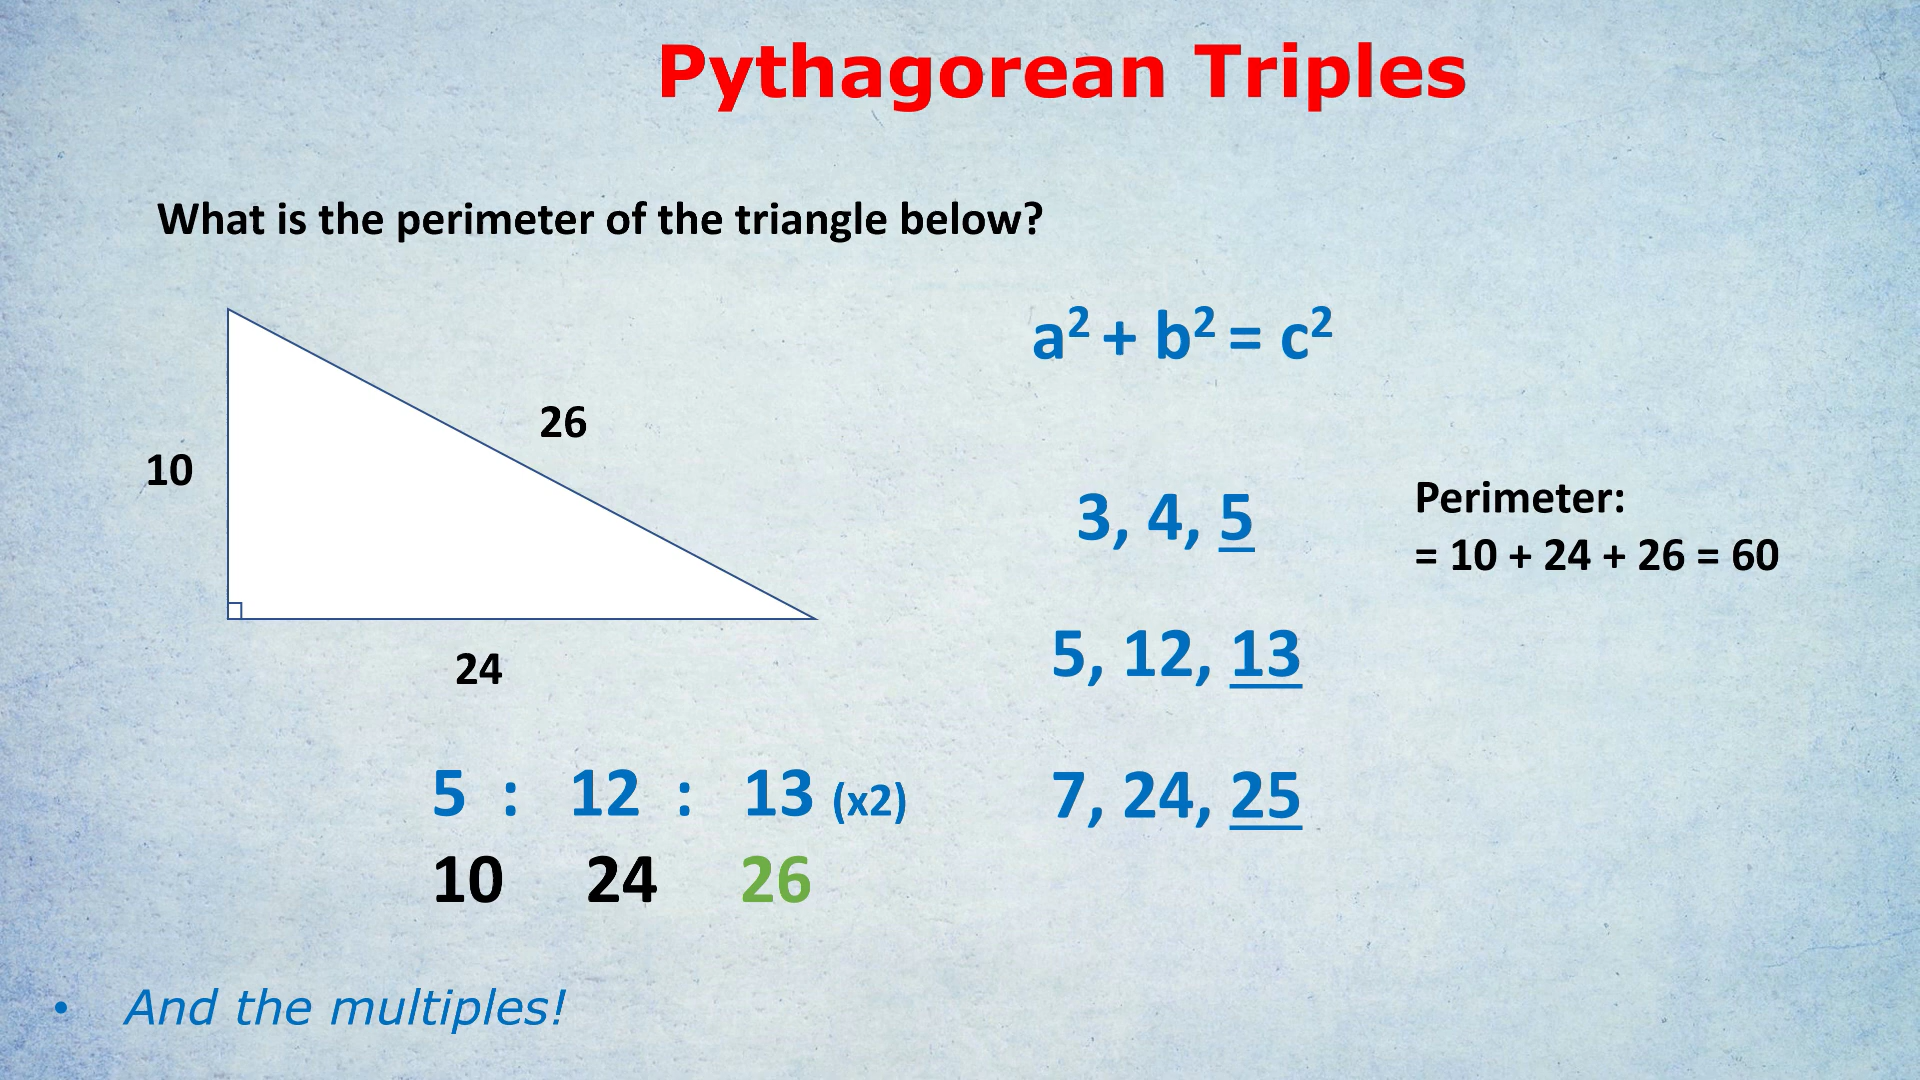 Pythagorean Triples
What is the perimeter of the triangle below?
a² + b² = c²
26
10
3, 4, 5
Perimeter:
= 10 + 24 + 26 = 60
5, 12, 13
24
5 : 12 : 13 (x2)
7, 24, 25
10 24 26
• And the multiples!